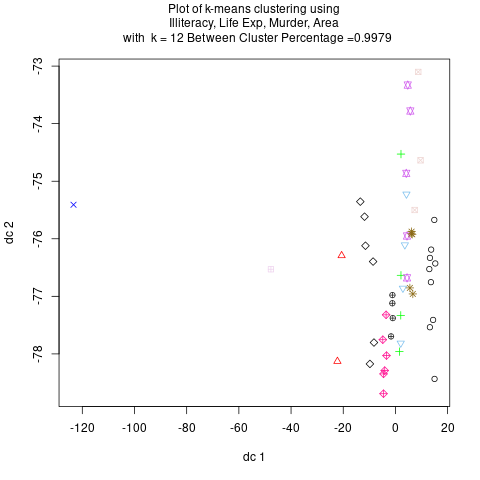 Plot of k-means clustering using
Illiteracy, Life Exp, Murder, Area
with k = 12 Between Cluster Percentage =0.9979
-73
-74
-75
-76
-77
-78
dc 2
-120
-100
-80
-60
-40
-20
0
20
dc 1